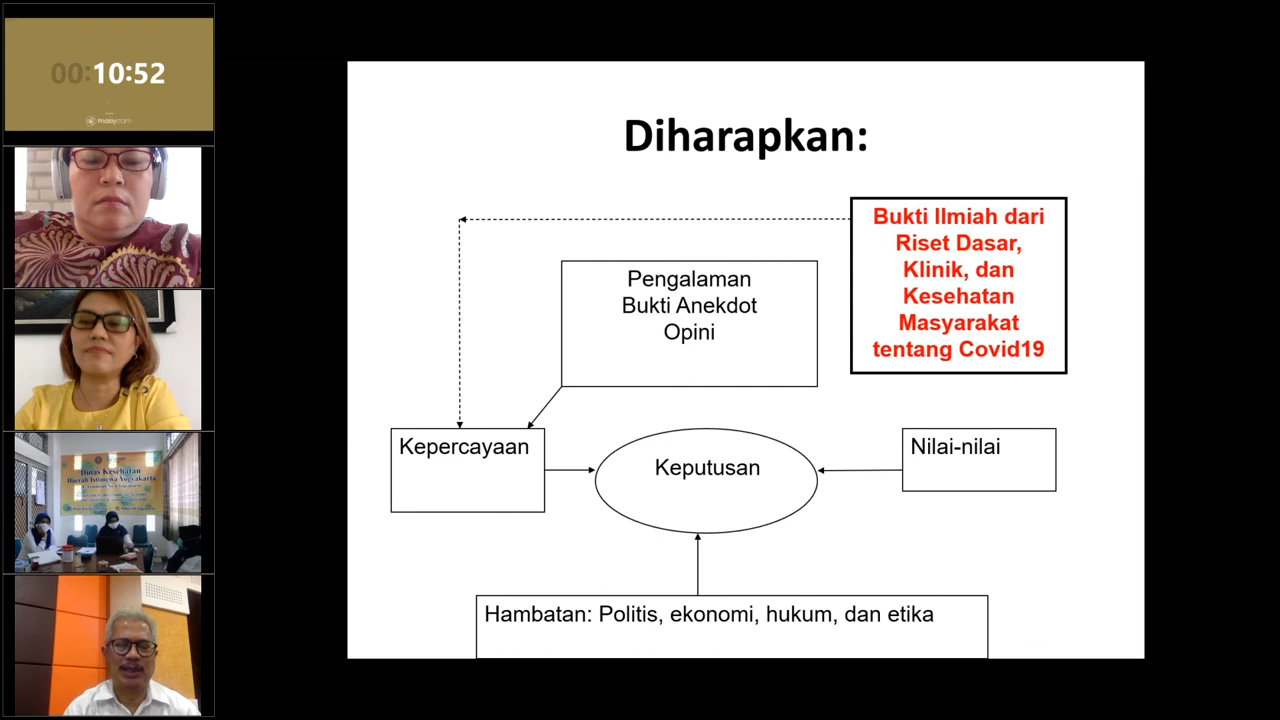 00:10:52
manycam
Dinas Kesehatan
Daerah Istimewa Yogyakarta
Diharapkan:
Bukti Ilmiah dari
Riset Dasar,
Klinik, dan
Kesehatan
Masyarakat
tentang Covid19
Pengalaman
Bukti Anekdot
Opini
Kepercayaan
Keputusan
Nilai-nilai
Hambatan: Politis, ekonomi, hukum, dan etika